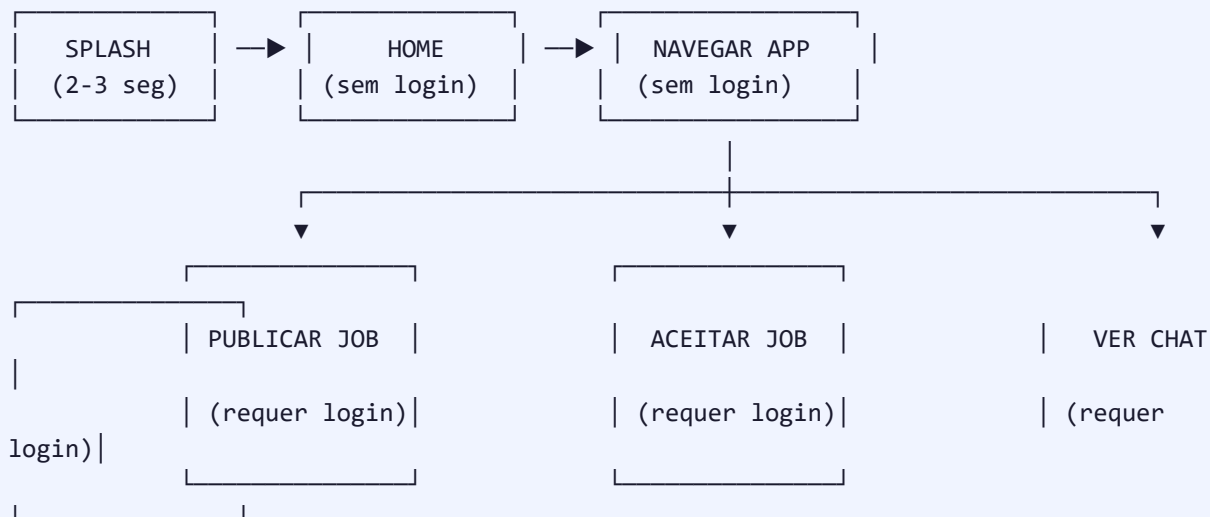 SPLASH HOME NAVEGAR APP
(2-3 seg) (sem login) (sem login)
PUBLICAR JOB ACEITAR JOB VER CHAT
(requer login) (requer login) (requer
login)